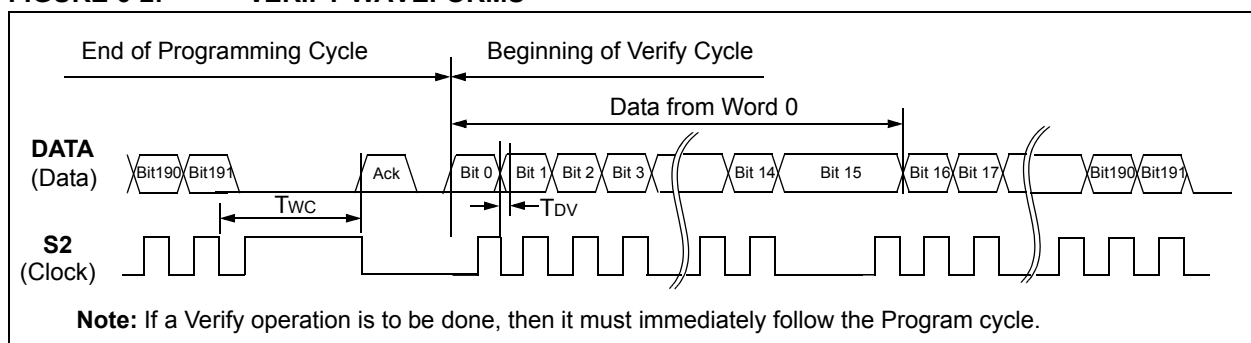 FIGURE 6-2: VERIFY WAVEFORMS
End of Programming Cycle Beginning of Verify Cycle
Data from Word 0
DATA
(Data)
Bit190 Bit191 Ack Bit 0 Bit 1 Bit 2 Bit 3 Bit 14 Bit 15 Bit 16 Bit 17 Bit190 Bit191
TWC TDV
S2
(Clock)
Note: If a Verify operation is to be done, then it must immediately follow the Program cycle.